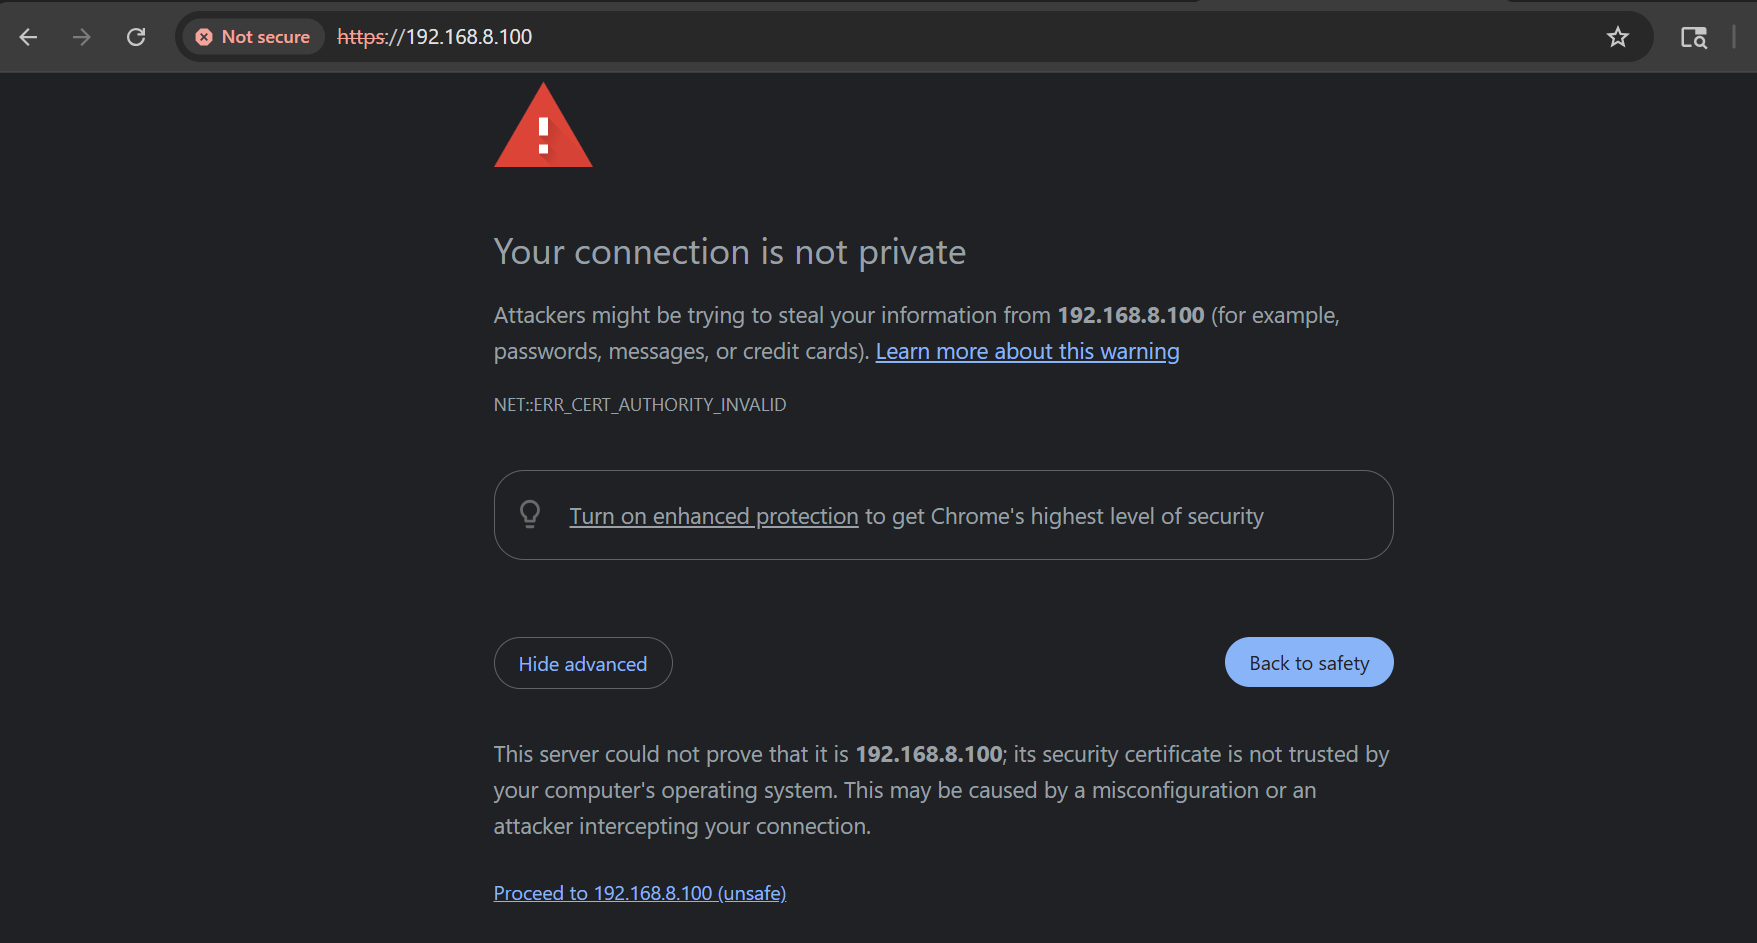 Not secure https://192.168.8.100
Your connection is not private
Attackers might be trying to steal your information from 192.168.8.100 (for example,
passwords, messages, or credit cards). Learn more about this warning
NET::ERR_CERT_AUTHORITY_INVALID
Turn on enhanced protection to get Chrome's highest level of security
Hide advanced
Back to safety
This server could not prove that it is 192.168.8.100; its security certificate is not trusted by
your computer's operating system. This may be caused by a misconfiguration or an
attacker intercepting your connection.
Proceed to 192.168.8.100 (unsafe)